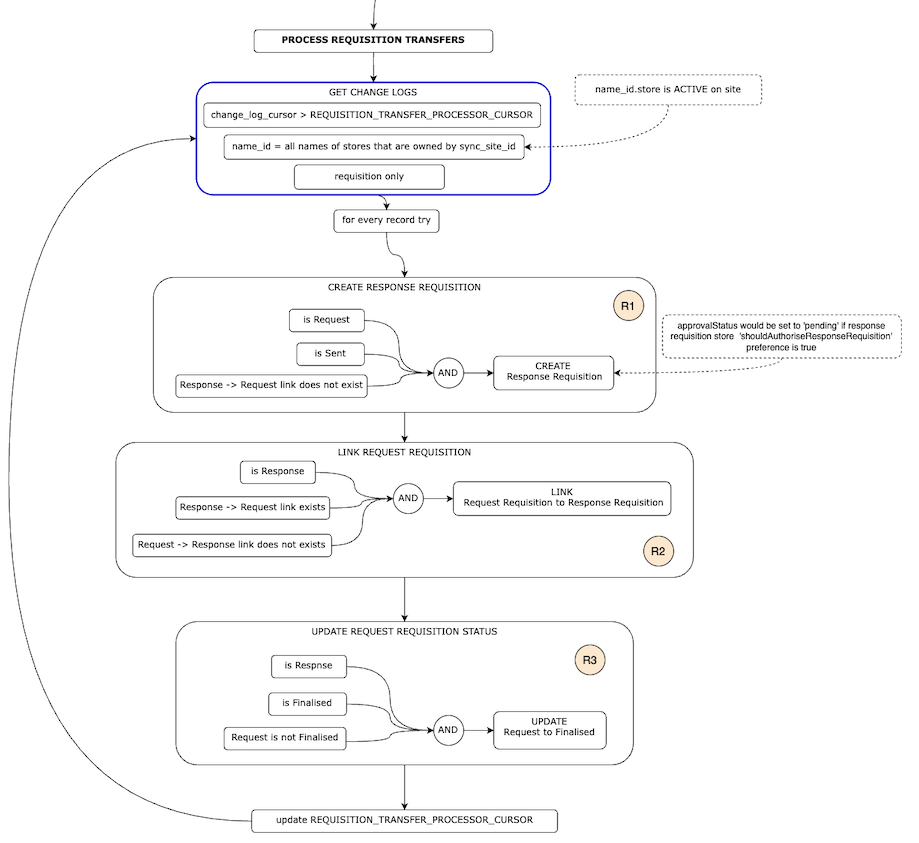 PROCESS REQUISITION TRANSFERS
GET CHANGE LOGS
name_id.store is ACTIVE on site
change_log_cursor > REQUISITION_TRANSFER_PROCESSOR_CURSOR
name_id = all names of stores that are owned by sync_site_id
requisition only
for every record try
CREATE RESPONSE REQUISITION
R1
is Request
approvalStatus would be set to 'pending' if response
requisition store 'shouldAuthoriseResponseRequisition'
preference is true
is Sent
AND
CREATE
Response Requisition
Response -> Request link does not exist
LINK REQUEST REQUISITION
is Response
AND
LINK
Request Requisition to Response Requisition
Response -> Request link exists
Request -> Response link does not exists
R2
UPDATE REQUEST REQUISITION STATUS
R3
is Respnse
is Finalised
AND
UPDATE
Request to Finalised
Request is not Finalised
update REQUISITION_TRANSFER_PROCESSOR_CURSOR